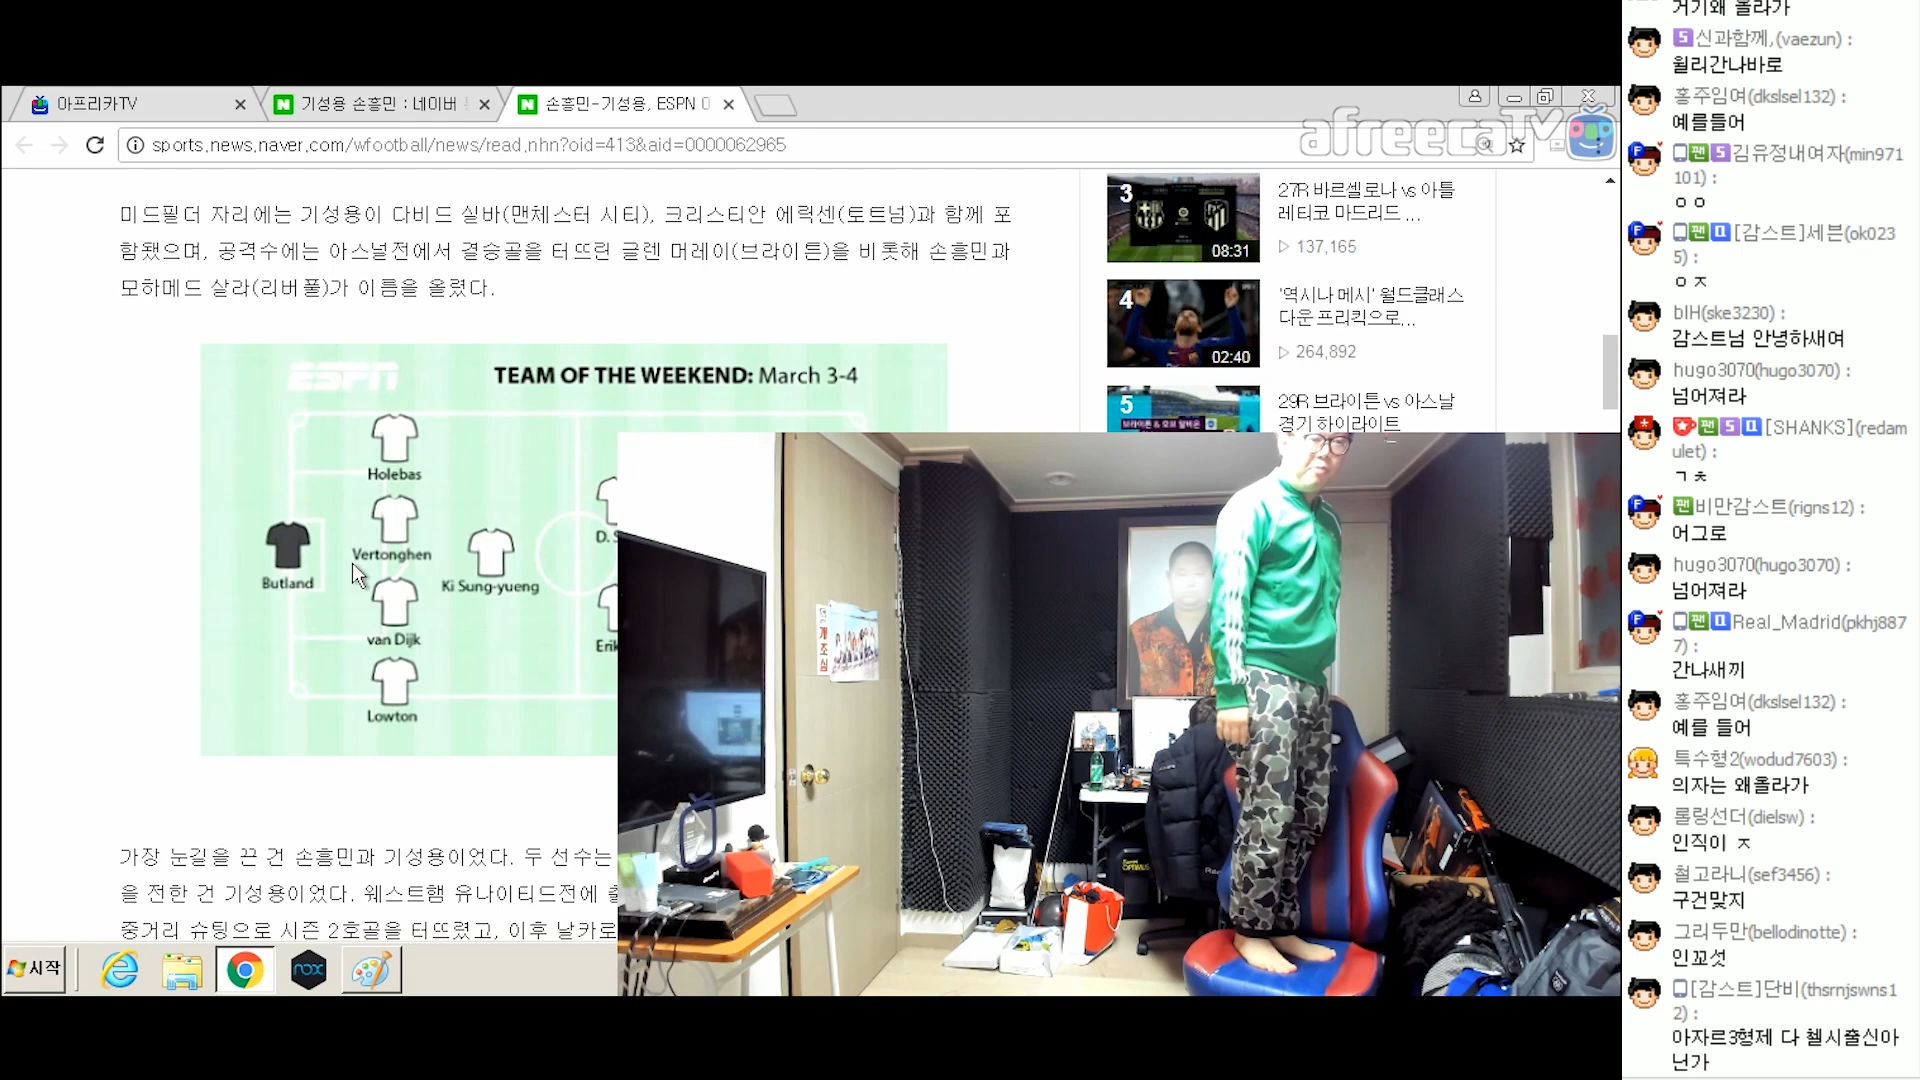 아프리카TV
기성용 손흥민 : 네이버
손흥민-기성용, ESPN
afreecaTV
sports.news.naver.com/wfootball/news/read.nhn?oid=413&aid=0000062965
미드필더 자리에는 기성용이 다비드 실바(맨체스터 시티), 크리스티안 에릭센(토트넘)과 함께 포
함됐으며, 공격수에는 아스널전에서 결승골을 터뜨린 글렌 머레이(브라이튼)을 비롯해 손흥민과
모하메드 살라(리버풀)가 이름을 올렸다.
ESPN
TEAM OF THE WEEKEND: March 3-4
Holebas
Vertonghen
Butland
Ki Sung-yueng
D.
van Dijk
Erik
Lowton
가장 눈길을 끈 건 손흥민과 기성용이었다. 두 선수는
을 전한 건 기성용이었다. 웨스트햄 유나이티드전에
중거리 슈팅으로 시즌 2호골을 터뜨렸고, 이후 날카로
3
08:31
27R 바르셀로나 vs 아틀
레티코 마드리드 ...
137,165
4
02:40
'역시나 메시' 월드클래스
다운 프리킥으로...
264,892
5
29R 브라이튼 vs 아스날
경기 하이라이트
개조심
시작
nox
거기왜 올라가
S 신과함께,(vaezun) :
윌리간나바로
홍주임여(dkslsel132) :
예를들어
팬 S 김유정내여자(min971
101) :
ㅇㅇ
팬 [감스트]세븐(ok023
5) :
ㅇㅈ
bIH(ske3230) :
감스트님 안녕하새여
hugo3070(hugo3070) :
넘어져라
팬 S [SHANKS](redam
ulet) :
ㄱㅊ
팬 비만감스트(rigns12) :
어그로
hugo3070(hugo3070) :
넘어져라
팬 Real_Madrid(pkhj887
7) :
간나새끼
홍주임여(dkslsel132) :
예를 들어
특수형2(wodud7603) :
의자는 왜올라가
롤링선더(dielsw) :
인직이 ㅈ
철고라니(sef3456) :
구건맞지
그리두만(bellodinotte) :
인꼬섯
[감스트]단비(thsrnjswns1
2) :
아자르3형제 다 첼시출신아
닌가